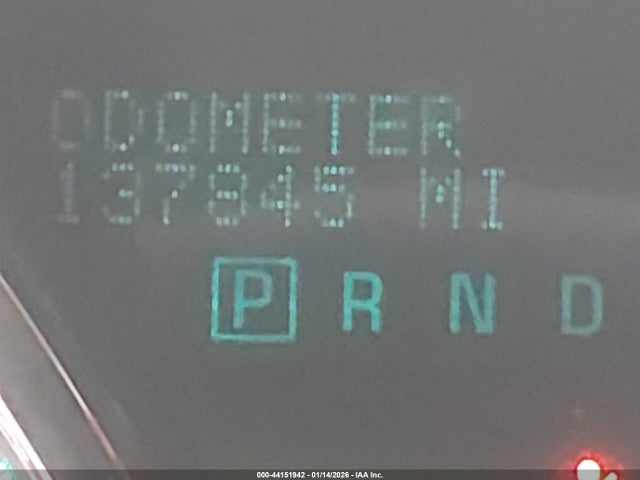 ODOMETER
137845 MI
P R N D
000-44151942 - 01/14/2026 - IAA Inc.